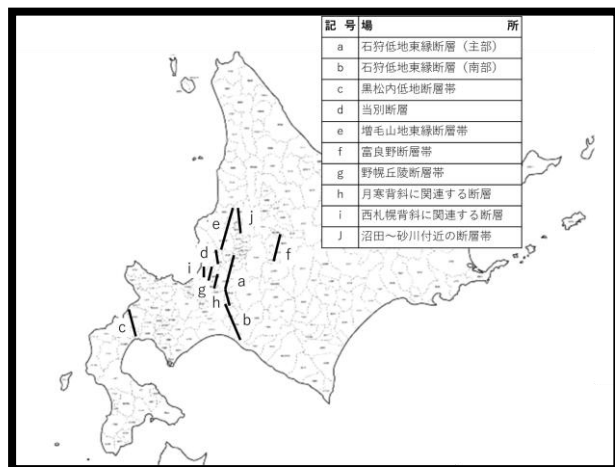 記 号 場 所
a 石狩低地東縁断層（主部）
b 石狩低地東縁断層（南部）
c 黒松内低地断層帯
d 当別断層
e 増毛山地東縁断層帯
f 富良野断層帯
g 野幌丘陵断層帯
h 月寒背斜に関連する断層
i 西札幌背斜に関連する断層
J 沼田～砂川付近の断層帯
e
j
d
f
i
a
g
h
b
c